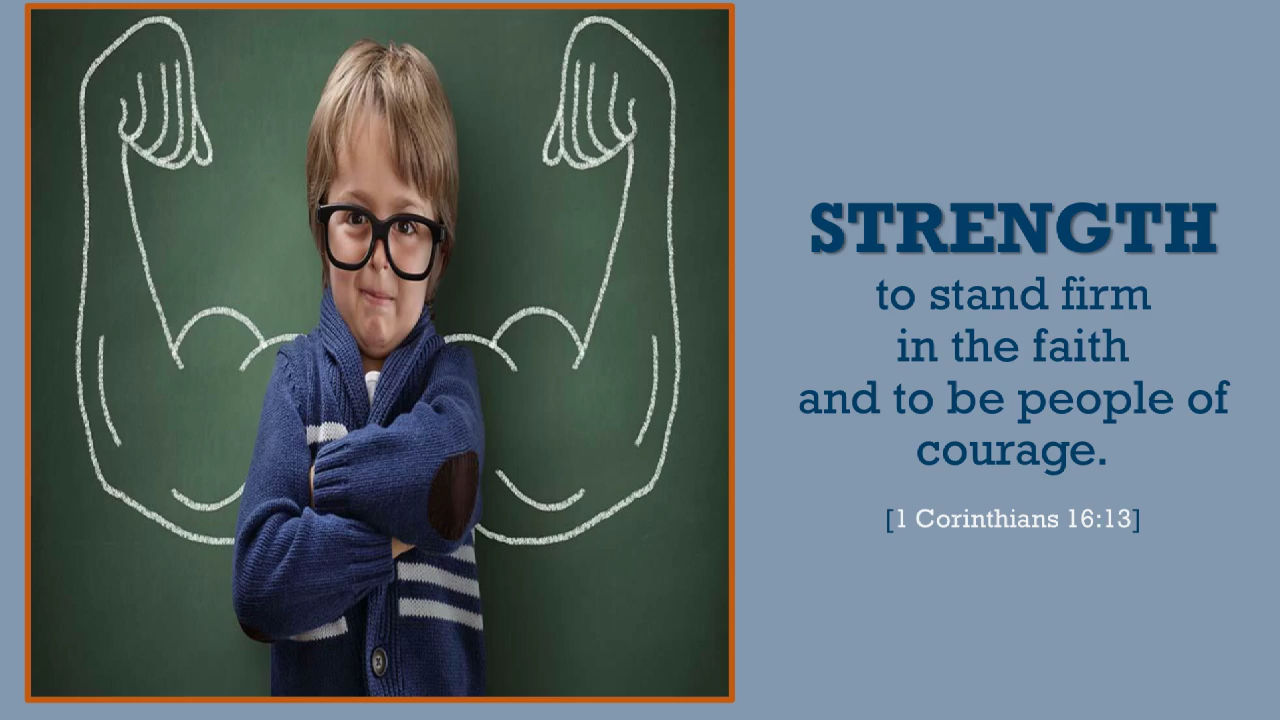 STRENGTH
to stand firm
in the faith
and to be people of
courage.
[1 Corinthians 16:13]